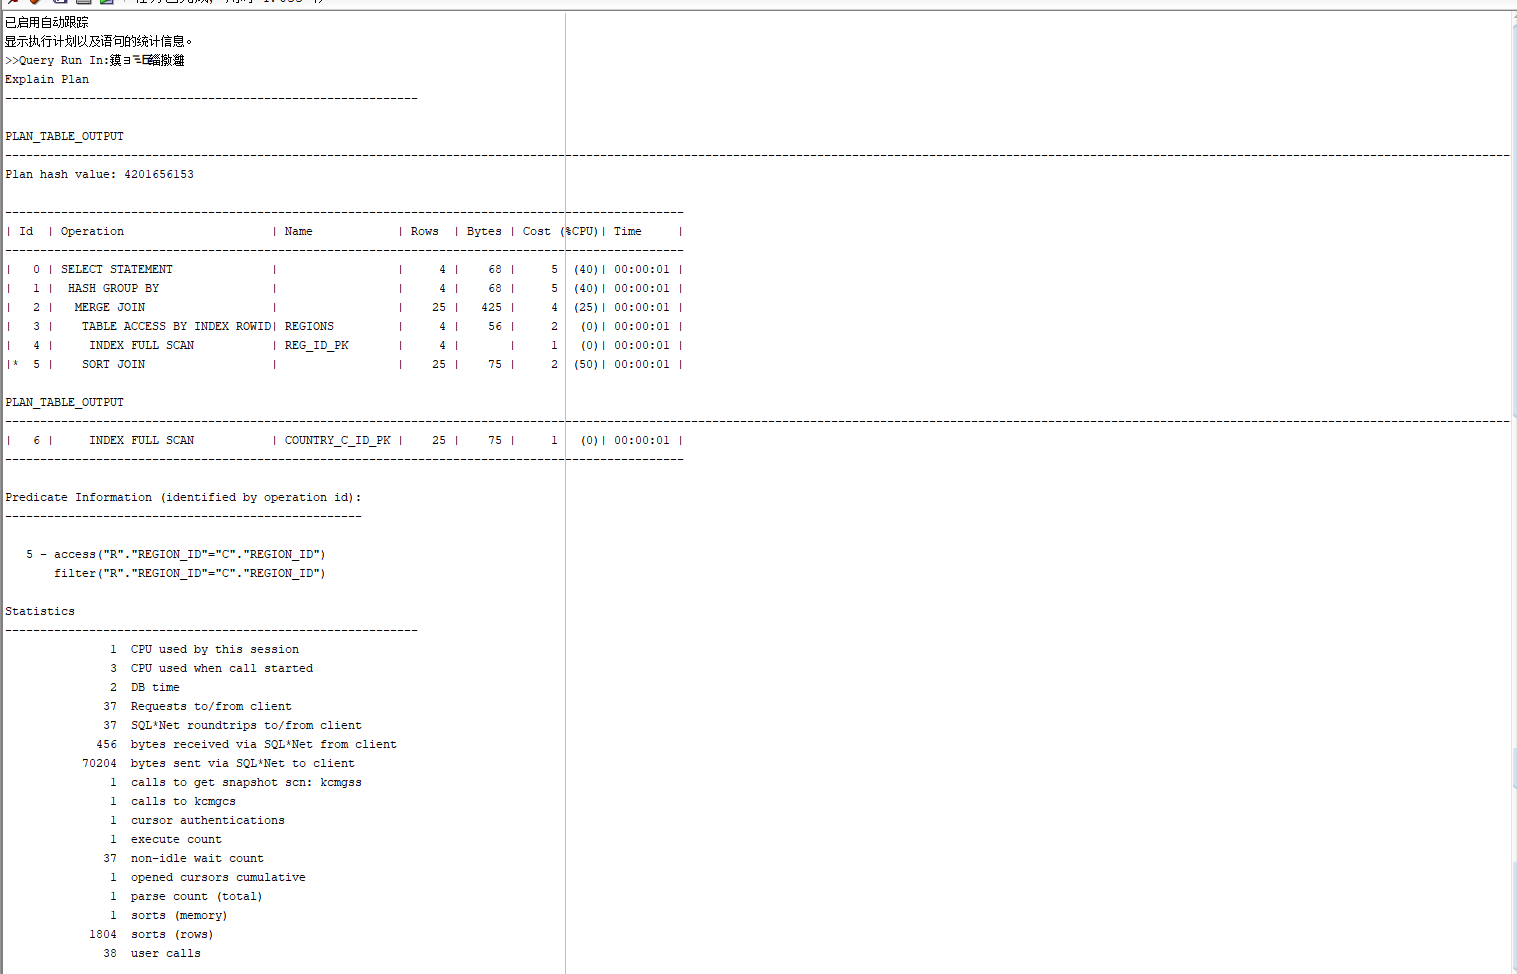 已启用自动跟踪
显示执行计划以及语句的统计信息。
>>Query Run In:
Explain Plan
-----------------------------------------------------------
PLAN_TABLE_OUTPUT
--------------------------------------------------------------------------------
Plan hash value: 4201656153
-------------------------------------------------------------------------------------------------
| Id  | Operation                     | Name            | Rows  | Bytes | Cost (%CPU)| Time     |
-------------------------------------------------------------------------------------------------
|   0 | SELECT STATEMENT              |                 |     4 |    68 |     5  (40)| 00:00:01 |
|   1 |  HASH GROUP BY                |                 |     4 |    68 |     5  (40)| 00:00:01 |
|   2 |   MERGE JOIN                  |                 |    25 |   425 |     4  (25)| 00:00:01 |
|   3 |    TABLE ACCESS BY INDEX ROWID| REGIONS         |     4 |    56 |     2   (0)| 00:00:01 |
|   4 |     INDEX FULL SCAN           | REG_ID_PK       |     4 |       |     1   (0)| 00:00:01 |
|*  5 |    SORT JOIN                  |                 |    25 |    75 |     2  (50)| 00:00:01 |
PLAN_TABLE_OUTPUT
--------------------------------------------------------------------------------
|   6 |     INDEX FULL SCAN           | COUNTRY_C_ID_PK |    25 |    75 |     1   (0)| 00:00:01 |
-------------------------------------------------------------------------------------------------
Predicate Information (identified by operation id):
---------------------------------------------------
   5 - access("R"."REGION_ID"="C"."REGION_ID")
       filter("R"."REGION_ID"="C"."REGION_ID")
Statistics
-----------------------------------------------------------
               1  CPU used by this session
               3  CPU used when call started
               2  DB time
              37  Requests to/from client
              37  SQL*Net roundtrips to/from client
             456  bytes received via SQL*Net from client
           70204  bytes sent via SQL*Net to client
               1  calls to get snapshot scn: kcmgss
               1  calls to kcmgcs
               1  cursor authentications
               1  execute count
              37  non-idle wait count
               1  opened cursors cumulative
               1  parse count (total)
               1  sorts (memory)
            1804  sorts (rows)
              38  user calls